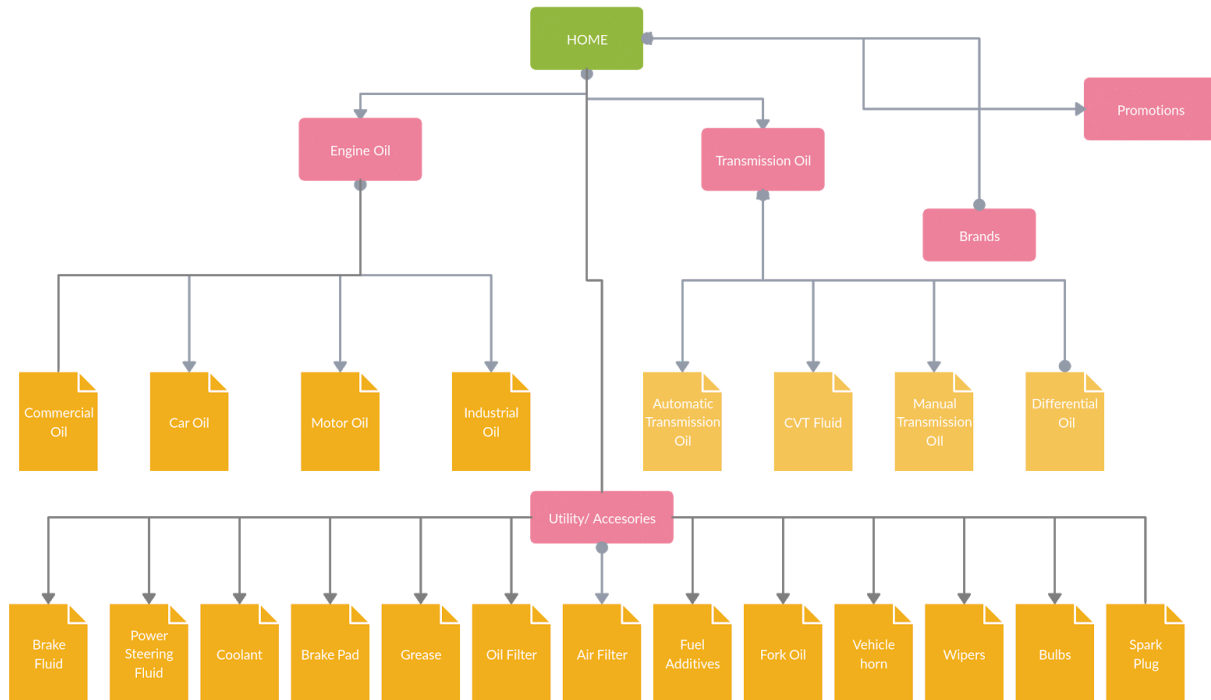 HOME
Promotions
Engine Oil
Transmission Oil
Brands
Commercial
Oil
Car Oil
Motor Oil
Industrial
Oil
Automatic
Transmission
Oil
CVT Fluid
Manual
Transmission
OIl
Differential
Oil
Utility/ Accesories
Brake
Fluid
Power
Steering
Fluid
Coolant
Brake Pad
Grease
Oil Filter
Air Filter
Fuel
Additives
Fork Oil
Vehicle
horn
Wipers
Bulbs
Spark
Plug